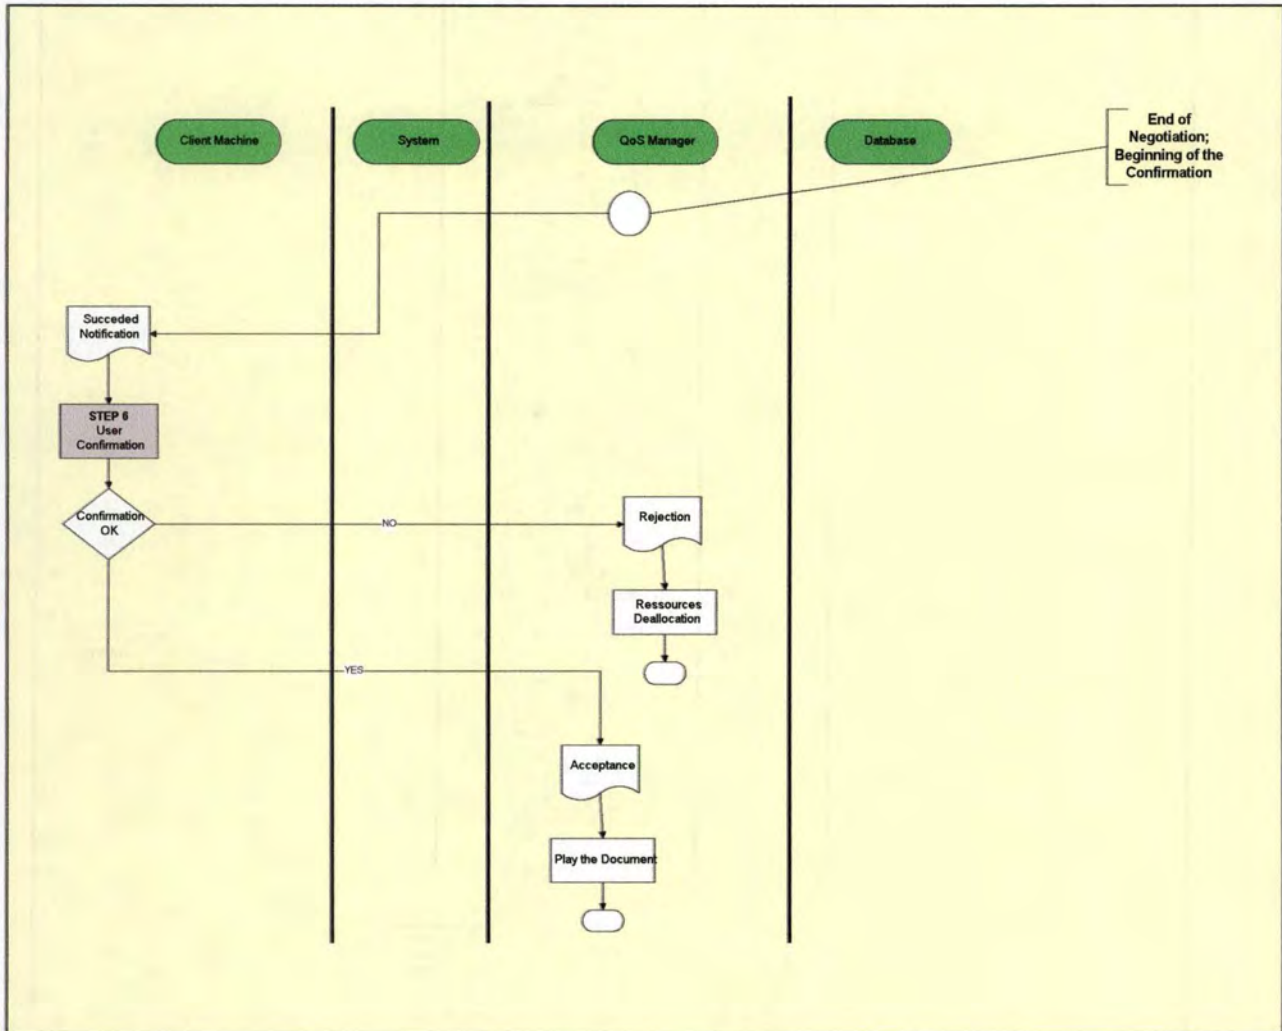 Client Machine
System
QoS Manager
Database
End of
Negotiation;
Beginning of the
Confirmation
Succeded
Notification
STEP 6
User
Confirmation
Confirmation
OK
NO
Rejection
Ressources
Deallocation
YES
Acceptance
Play the Document